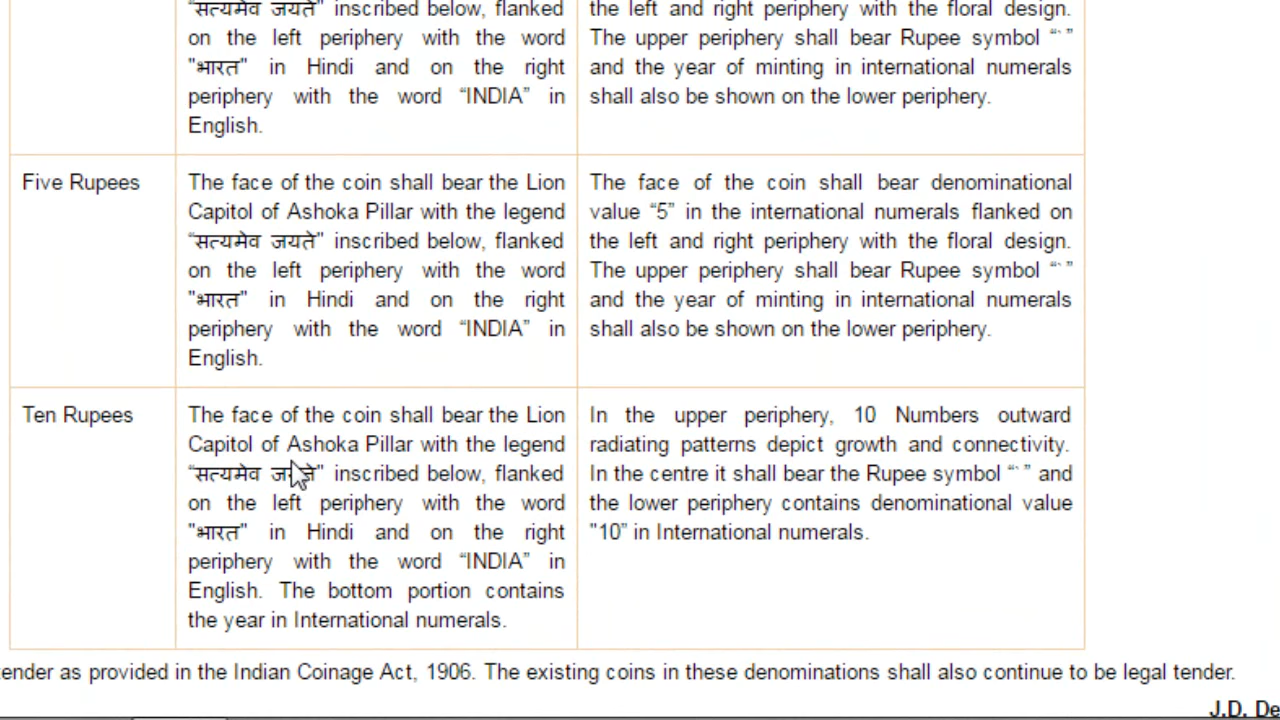 "सत्यमेव जयते" inscribed below, flanked
on the left periphery with the word
"भारत" in Hindi and on the right
periphery with the word “INDIA” in
English.
the left and right periphery with the floral design.
The upper periphery shall bear Rupee symbol “` ”
and the year of minting in international numerals
shall also be shown on the lower periphery.
Five Rupees
The face of the coin shall bear the Lion
Capitol of Ashoka Pillar with the legend
“सत्यमेव जयते” inscribed below, flanked
on the left periphery with the word
"भारत" in Hindi and on the right
periphery with the word “INDIA” in
English.
The face of the coin shall bear denominational
value “5” in the international numerals flanked on
the left and right periphery with the floral design.
The upper periphery shall bear Rupee symbol “` ”
and the year of minting in international numerals
shall also be shown on the lower periphery.
Ten Rupees
The face of the coin shall bear the Lion
Capitol of Ashoka Pillar with the legend
“सत्यमेव जयते” inscribed below, flanked
on the left periphery with the word
"भारत" in Hindi and on the right
periphery with the word “INDIA” in
English. The bottom portion contains
the year in International numerals.
In the upper periphery, 10 Numbers outward
radiating patterns depict growth and connectivity.
In the centre it shall bear the Rupee symbol “` ” and
the lower periphery contains denominational value
"10” in International numerals.
ender as provided in the Indian Coinage Act, 1906. The existing coins in these denominations shall also continue to be legal tender.
J.D. De